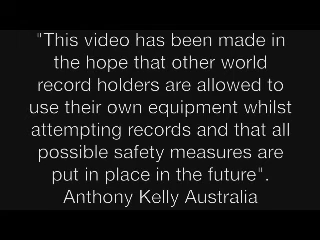 "This video has been made in
the hope that other world
record holders are allowed to
use their own equipment whilst
attempting records and that all
possible safety measures are
put in place in the future".
Anthony Kelly Australia